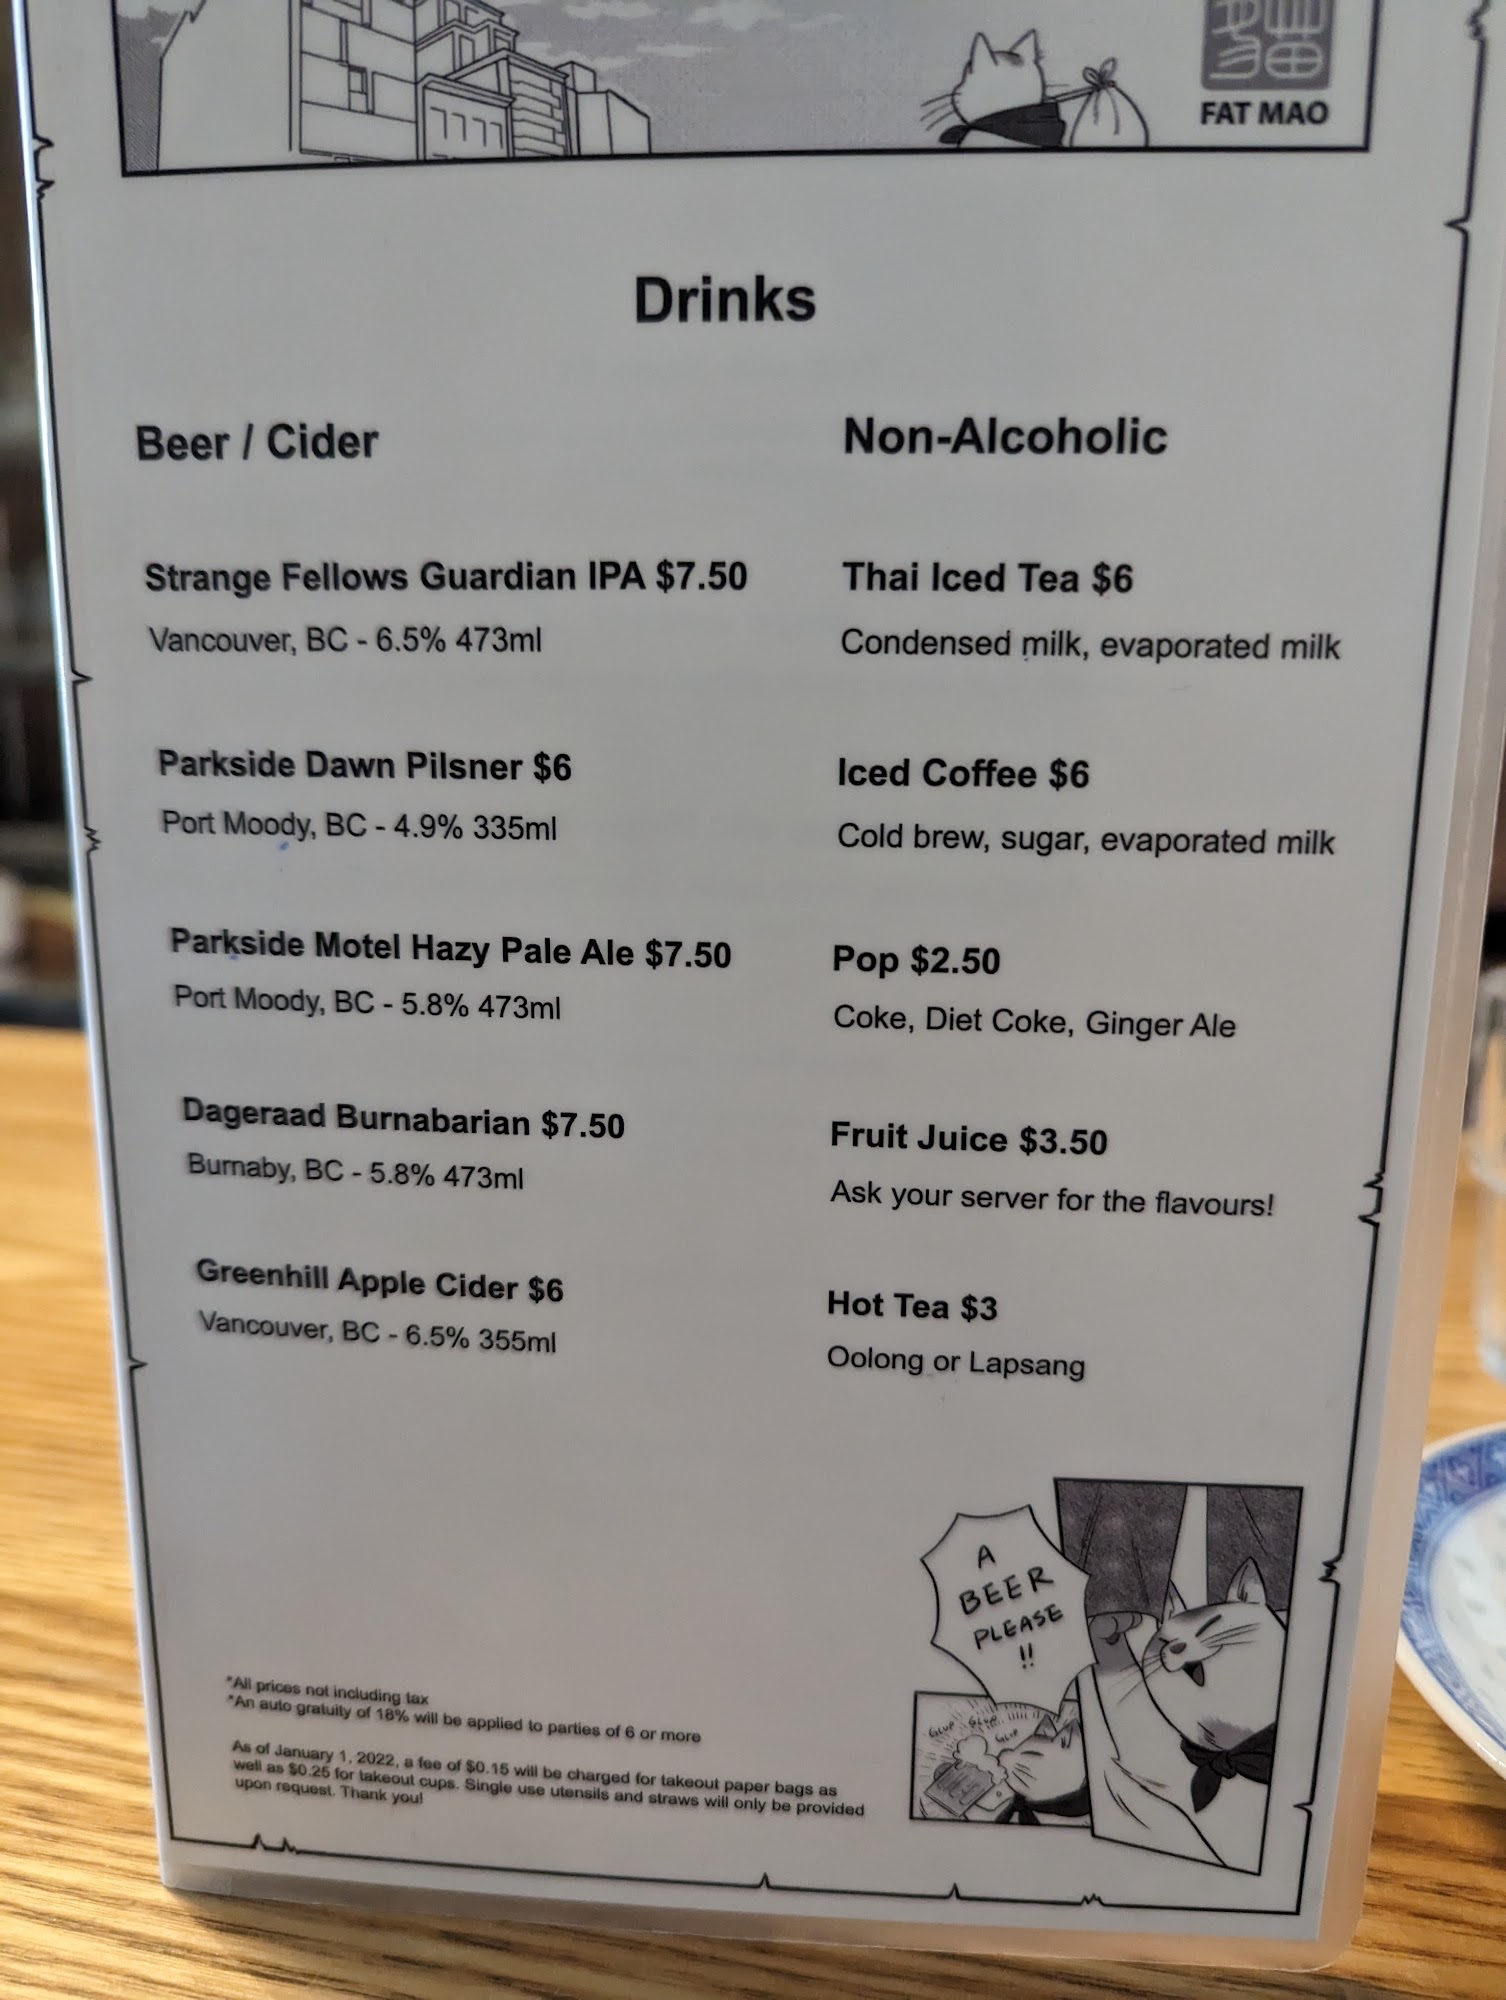 FAT MAO
Drinks
Beer / Cider
Strange Fellows Guardian IPA $7.50
Vancouver, BC - 6.5% 473ml
Parkside Dawn Pilsner $6
Port Moody, BC - 4.9% 335ml
Parkside Motel Hazy Pale Ale $7.50
Port Moody, BC - 5.8% 473ml
Dageraad Burnabarian $7.50
Burnaby, BC - 5.8% 473ml
Greenhill Apple Cider $6
Vancouver, BC - 6.5% 355ml
Non-Alcoholic
Thai Iced Tea $6
Condensed milk, evaporated milk
Iced Coffee $6
Cold brew, sugar, evaporated milk
Pop $2.50
Coke, Diet Coke, Ginger Ale
Fruit Juice $3.50
Ask your server for the flavours!
Hot Tea $3
Oolong or Lapsang
A
BEER
PLEASE
!!
GLUP GLUP
GLUP
*All prices not including tax
*An auto gratuity of 18% will be applied to parties of 6 or more
As of January 1, 2022, a fee of $0.15 will be charged for takeout paper bags as
well as $0.25 for takeout cups. Single use utensils and straws will only be provided
upon request. Thank you!